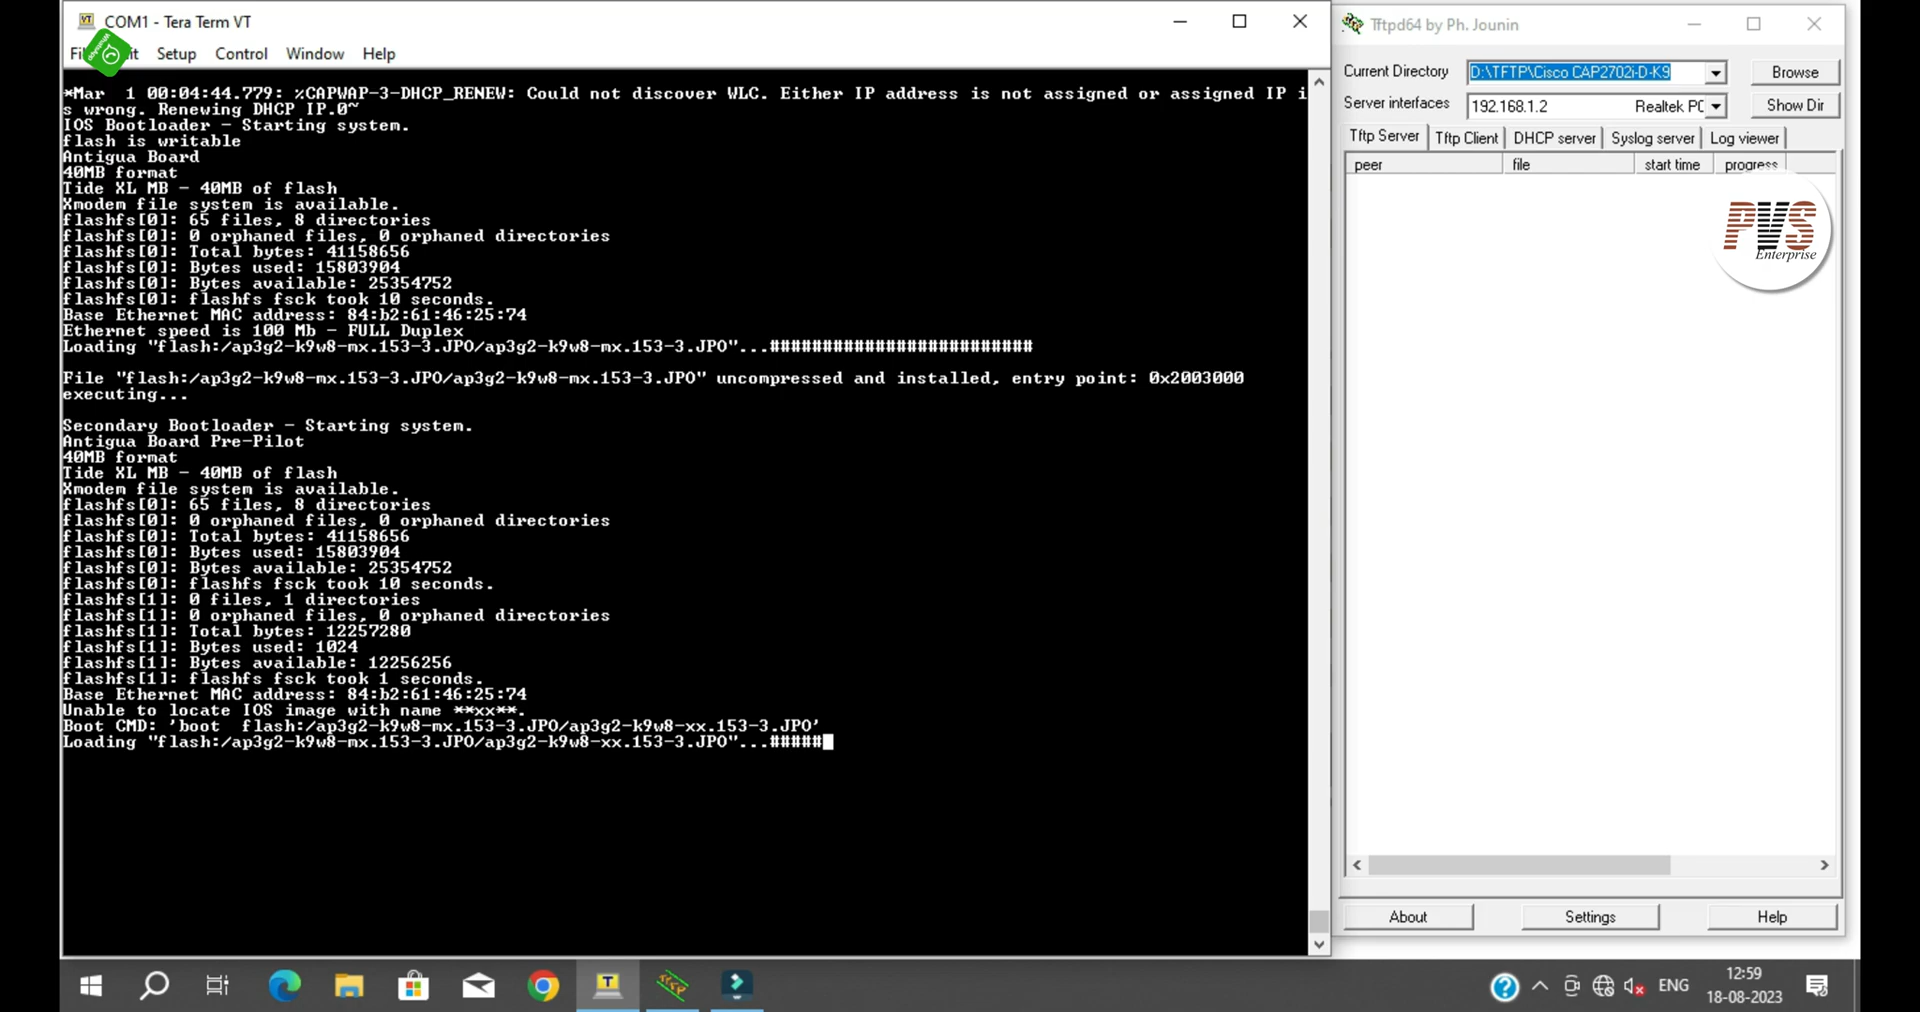 COM1 - Tera Term VT
Setup Control Window Help
*Mar 1 00:04:44.779: %CAPWAP-3-DHCP_RENEW: Could not discover WLC. Either IP address is not assigned or assigned IP i
s wrong. Renewing DHCP IP.0~
IOS Bootloader - Starting system.
flash is writable
Antigua Board
40MB format
Tide XL MB - 40MB of flash
Xmodem file system is available.
flashfs[0]: 65 files, 8 directories
flashfs[0]: 0 orphaned files, 0 orphaned directories
flashfs[0]: Total bytes: 41158656
flashfs[0]: Bytes used: 15803904
flashfs[0]: Bytes available: 25354752
flashfs[0]: flashfs fsck took 10 seconds.
Base Ethernet MAC address: 84:b2:61:46:25:74
Ethernet speed is 100 Mb - FULL Duplex
Loading "flash:/ap3g2-k9w8-mx.153-3.JPO/ap3g2-k9w8-mx.153-3.JPO"...#########################
File "flash:/ap3g2-k9w8-mx.153-3.JPO/ap3g2-k9w8-mx.153-3.JPO" uncompressed and installed, entry point: 0x2003000
executing...
Secondary Bootloader - Starting system.
Antigua Board Pre-Pilot
40MB format
Tide XL MB - 40MB of flash
Xmodem file system is available.
flashfs[0]: 65 files, 8 directories
flashfs[0]: 0 orphaned files, 0 orphaned directories
flashfs[0]: Total bytes: 41158656
flashfs[0]: Bytes used: 15803904
flashfs[0]: Bytes available: 25354752
flashfs[0]: flashfs fsck took 10 seconds.
flashfs[1]: 0 files, 1 directories
flashfs[1]: 0 orphaned files, 0 orphaned directories
flashfs[1]: Total bytes: 12257280
flashfs[1]: Bytes used: 1024
flashfs[1]: Bytes available: 12256256
flashfs[1]: flashfs fsck took 1 seconds.
Base Ethernet MAC address: 84:b2:61:46:25:74
Unable to locate IOS image with name **xx**.
Boot CMD: 'boot  flash:/ap3g2-k9w8-mx.153-3.JPO/ap3g2-k9w8-xx.153-3.JPO'
Loading "flash:/ap3g2-k9w8-mx.153-3.JPO/ap3g2-k9w8-xx.153-3.JPO"...#####
Tftpd64 by Ph. Jounin
Current Directory D:\TFTP\Cisco CAP2702i-D-K9 Browse
Server interfaces 192.168.1.2 Realtek PC Show Dir
Tftp Server Tftp Client DHCP server Syslog server Log viewer
peer file start time progress
PVS
Enterprise
About Settings Help
ENG
12:59
18-08-2023